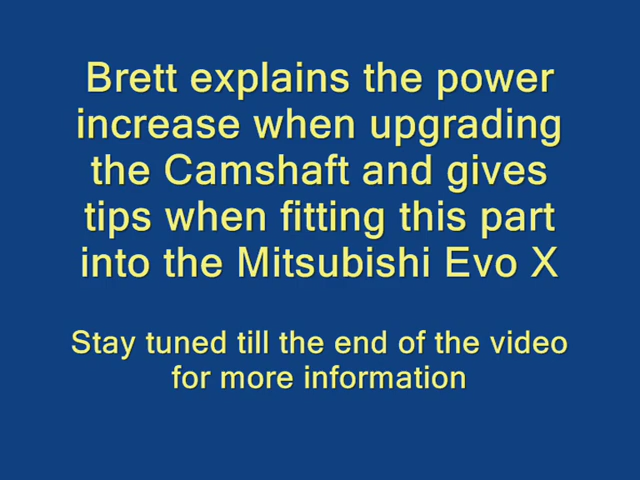 Brett explains the power
increase when upgrading
the Camshaft and gives
tips when fitting this part
into the Mitsubishi Evo X
Stay tuned till the end of the video
for more information